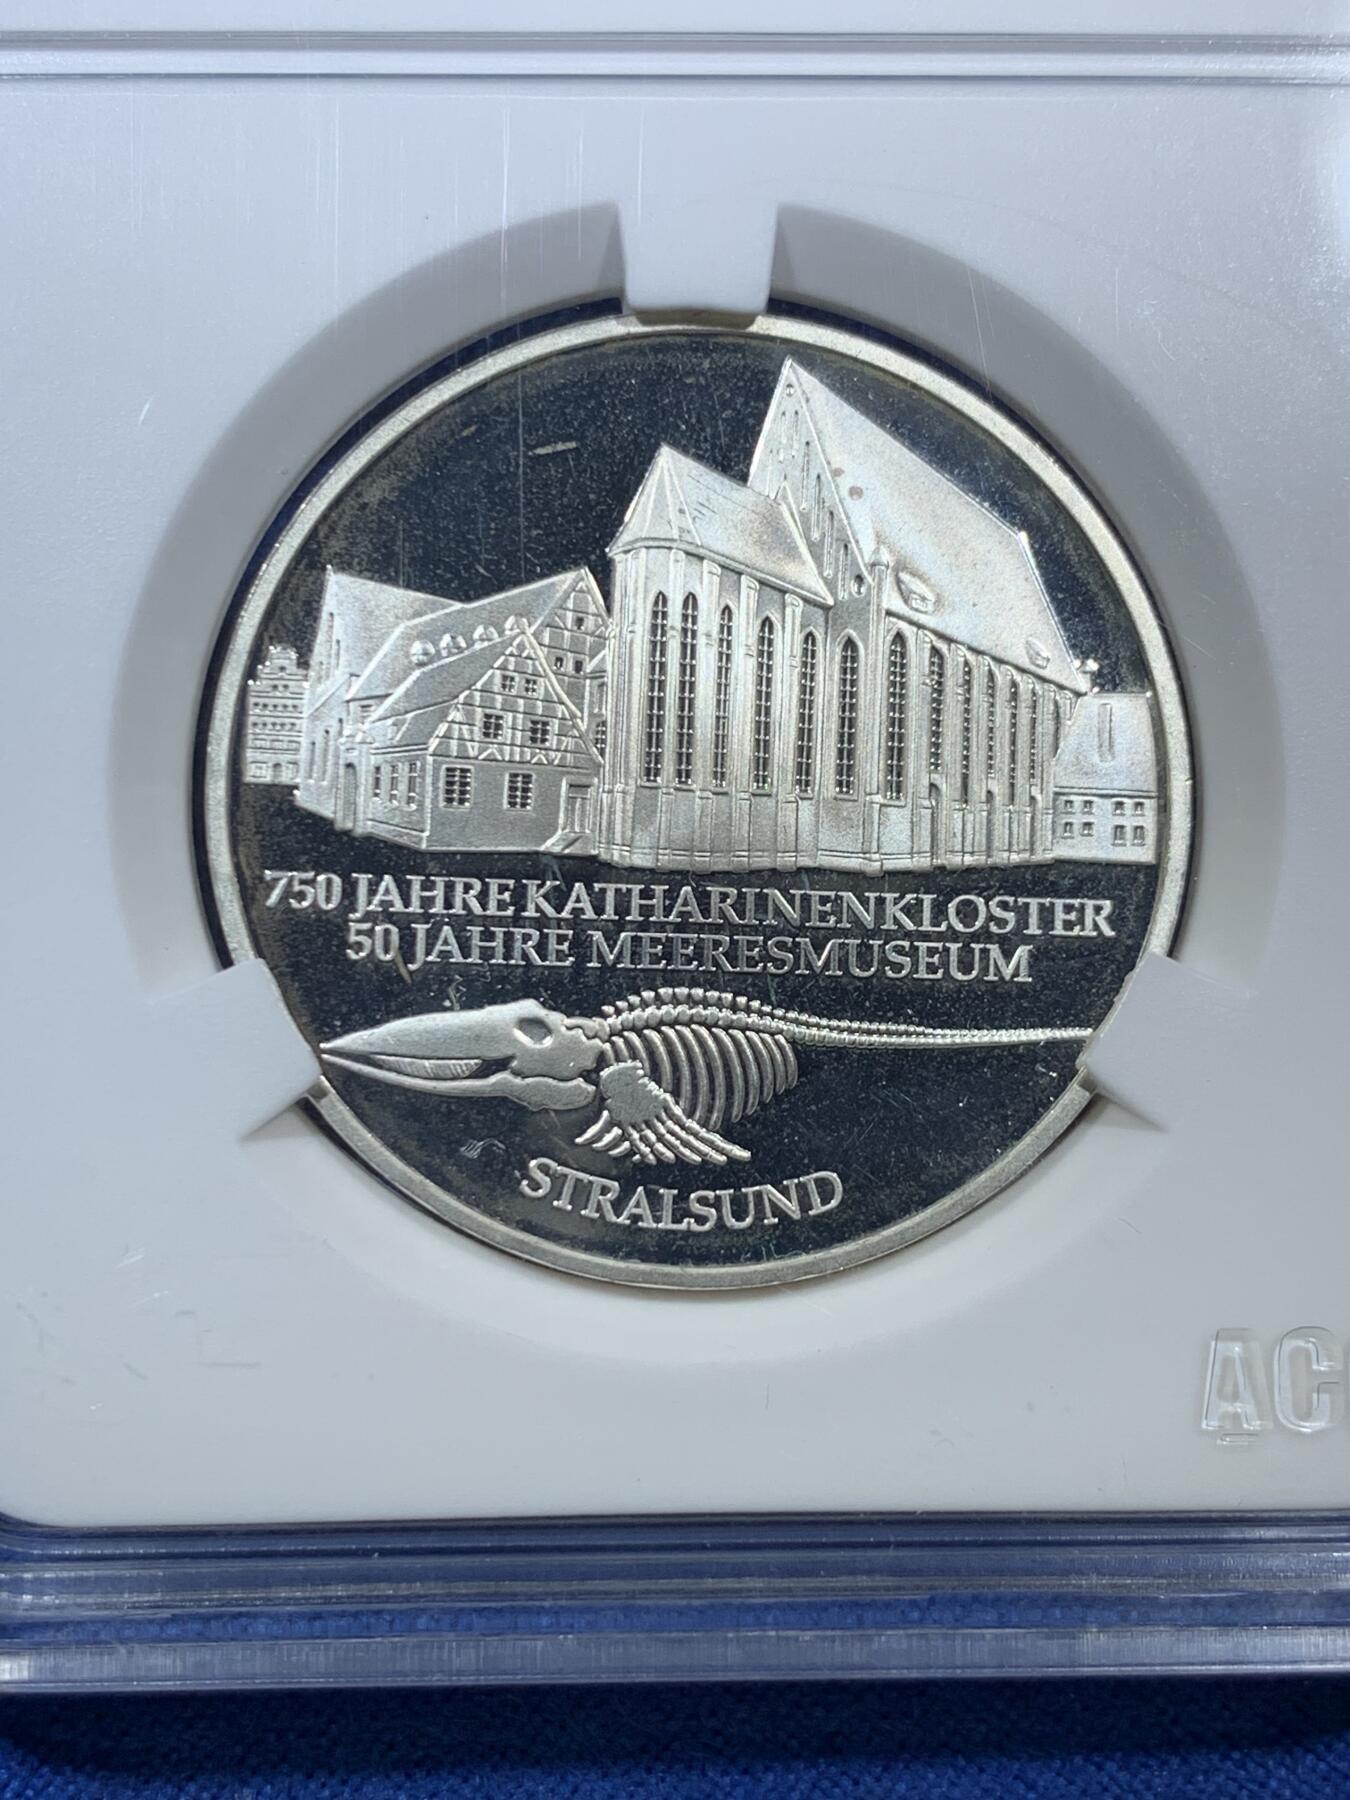 750 JAHRE KATHARINENKLOSTER
50 JAHRE MEERESMUSEUM
STRALSUND